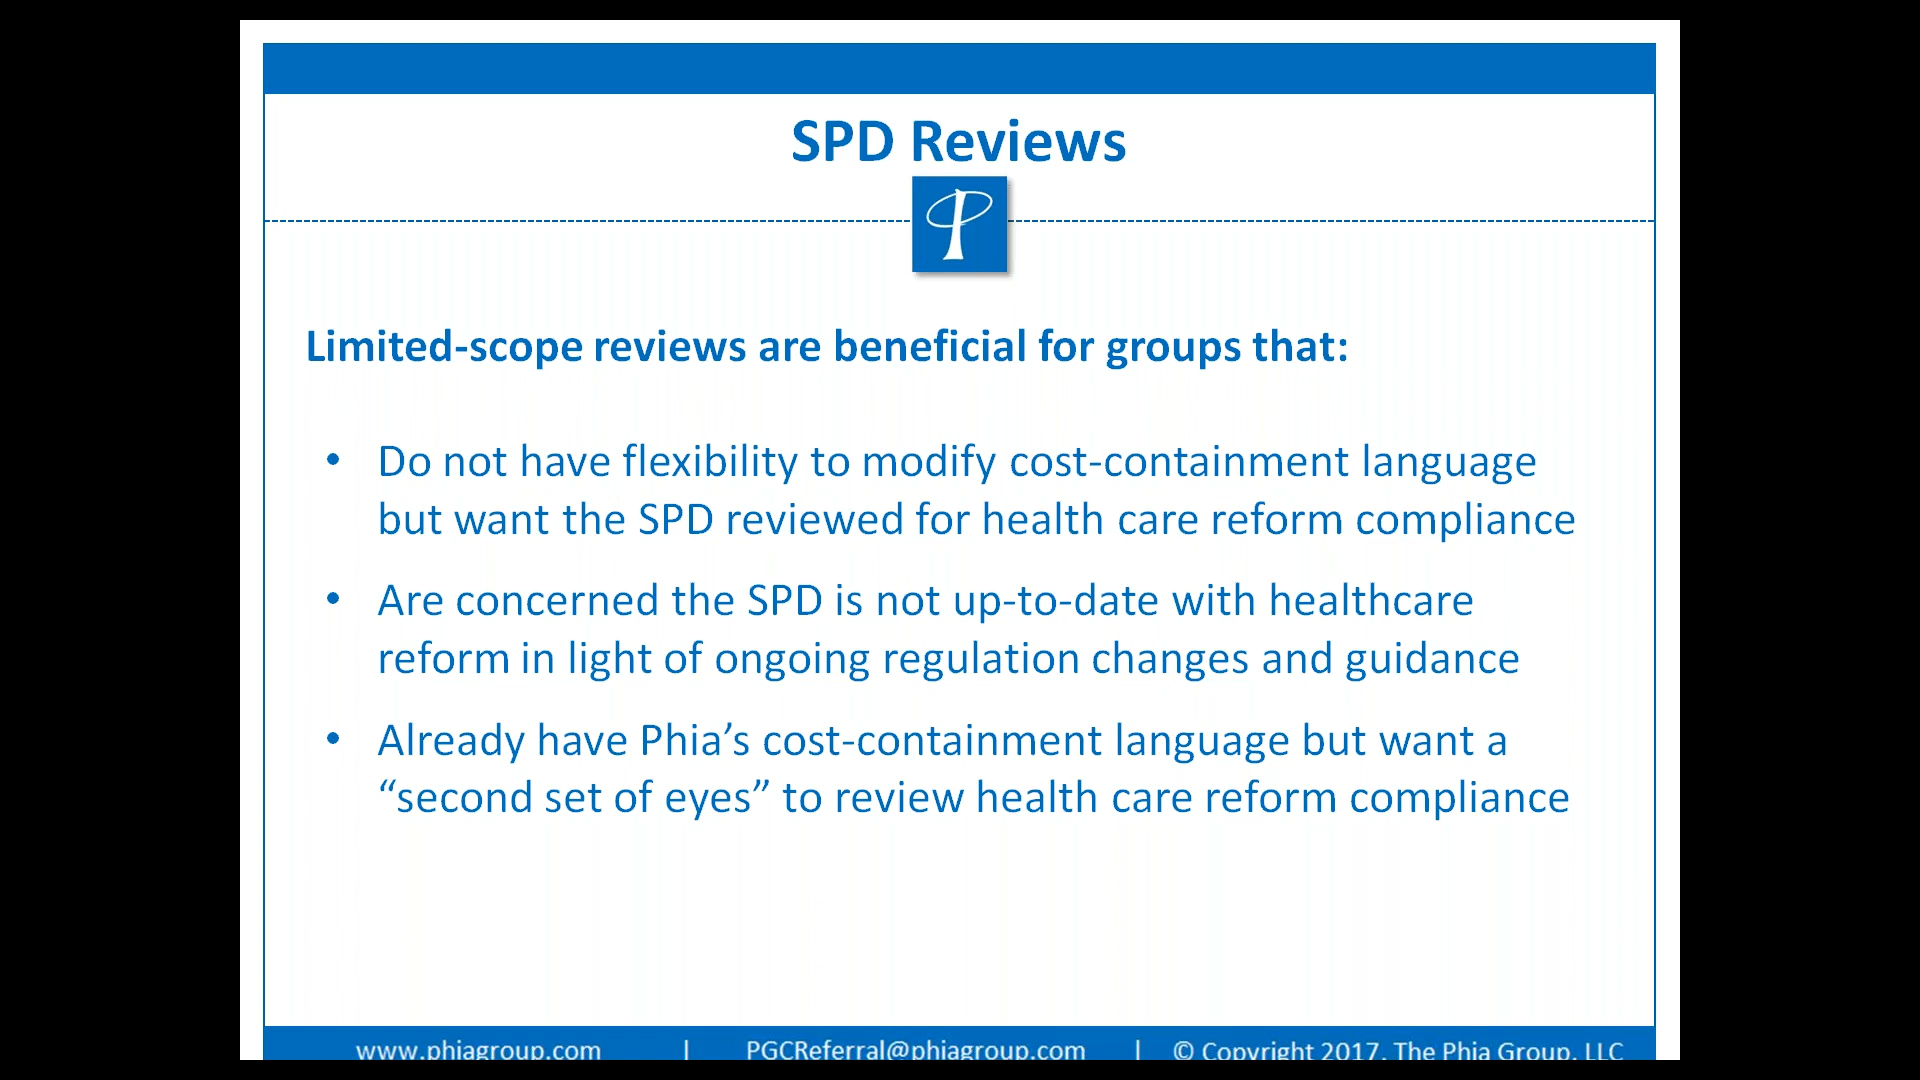 SPD Reviews
P
Limited-scope reviews are beneficial for groups that:
• Do not have flexibility to modify cost-containment language
but want the SPD reviewed for health care reform compliance
• Are concerned the SPD is not up-to-date with healthcare
reform in light of ongoing regulation changes and guidance
• Already have Phia’s cost-containment language but want a
“second set of eyes” to review health care reform compliance
www.phiagroup.com | PGCReferral@phiagroup.com | © Copyright 2017. The Phia Group, LLC